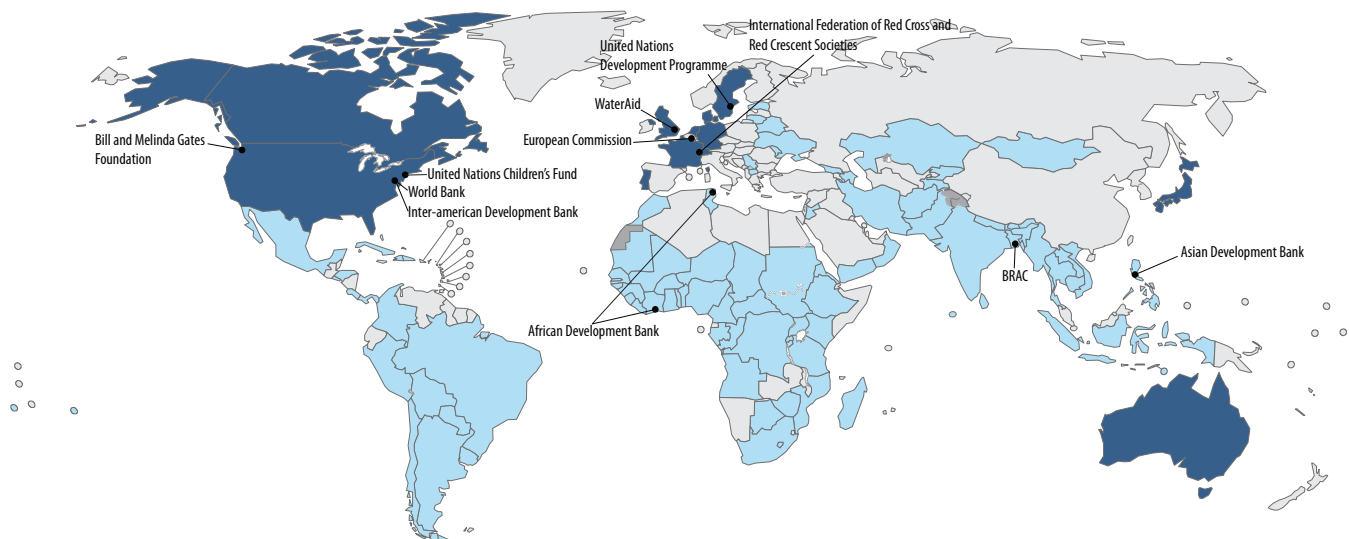 International Federation of Red Cross and
Red Crescent Societies
United Nations
Development Programme
WaterAid
European Commission
Bill and Melinda Gates
Foundation
United Nations Children's Fund
World Bank
Inter-american Development Bank
Asian Development Bank
BRAC
African Development Bank